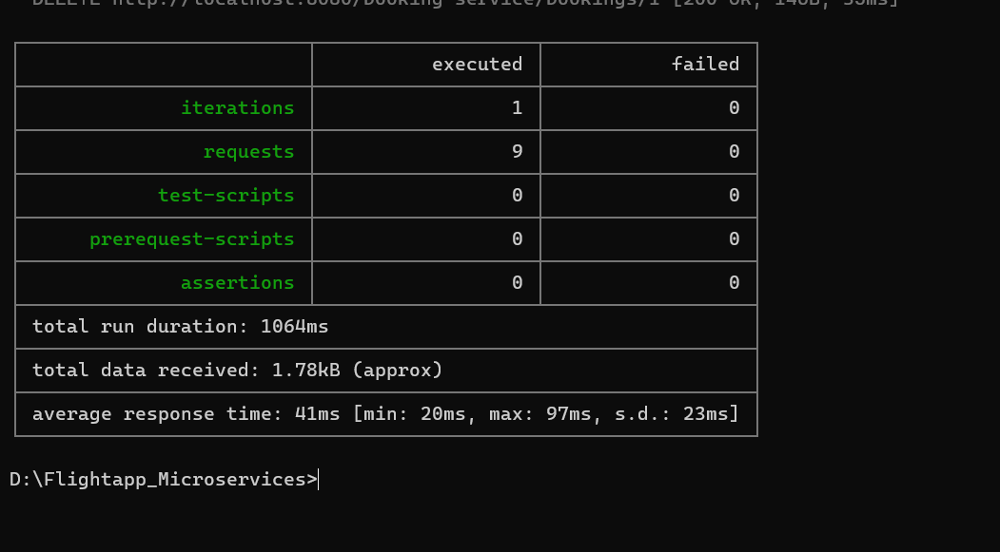 DELETE http://localhost:8080/booking-service/bookings/1 [200 OK, 146B, 33ms]
executed failed
iterations 1 0
requests 9 0
test-scripts 0 0
prerequest-scripts 0 0
assertions 0 0
total run duration: 1064ms
total data received: 1.78kB (approx)
average response time: 41ms [min: 20ms, max: 97ms, s.d.: 23ms]
D:\Flightapp_Microservices>